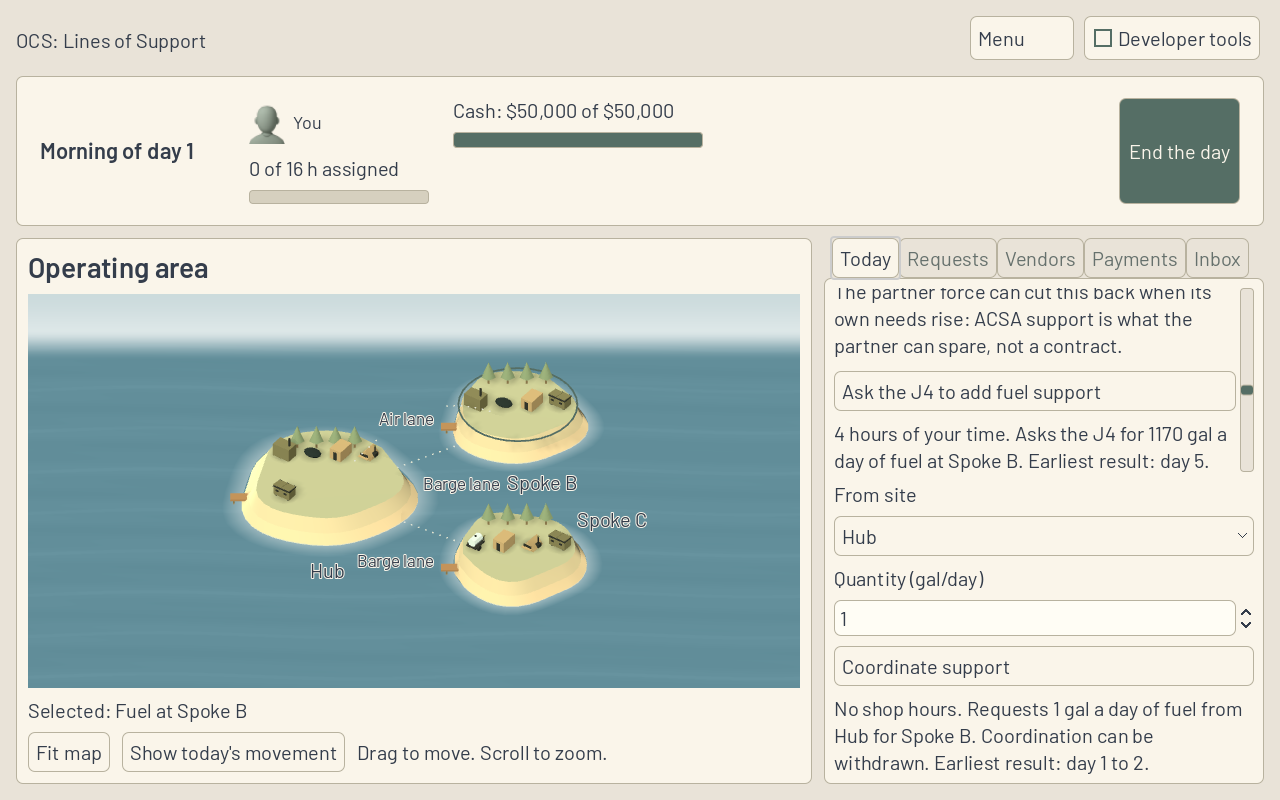 OCS: Lines of Support
Menu
Developer tools
Morning of day 1
You
0 of 16 h assigned
Cash: $50,000 of $50,000
End the day
Operating area
Air lane
Barge lane
Spoke B
Spoke C
Barge lane
Hub
Selected: Fuel at Spoke B
Fit map
Show today's movement
Drag to move. Scroll to zoom.
Today
Requests
Vendors
Payments
Inbox
The partner force can cut this back when its
own needs rise: ACSA support is what the
partner can spare, not a contract.
Ask the J4 to add fuel support
4 hours of your time. Asks the J4 for 1170 gal a
day of fuel at Spoke B. Earliest result: day 5.
From site
Hub
Quantity (gal/day)
1
Coordinate support
No shop hours. Requests 1 gal a day of fuel from
Hub for Spoke B. Coordination can be
withdrawn. Earliest result: day 1 to 2.